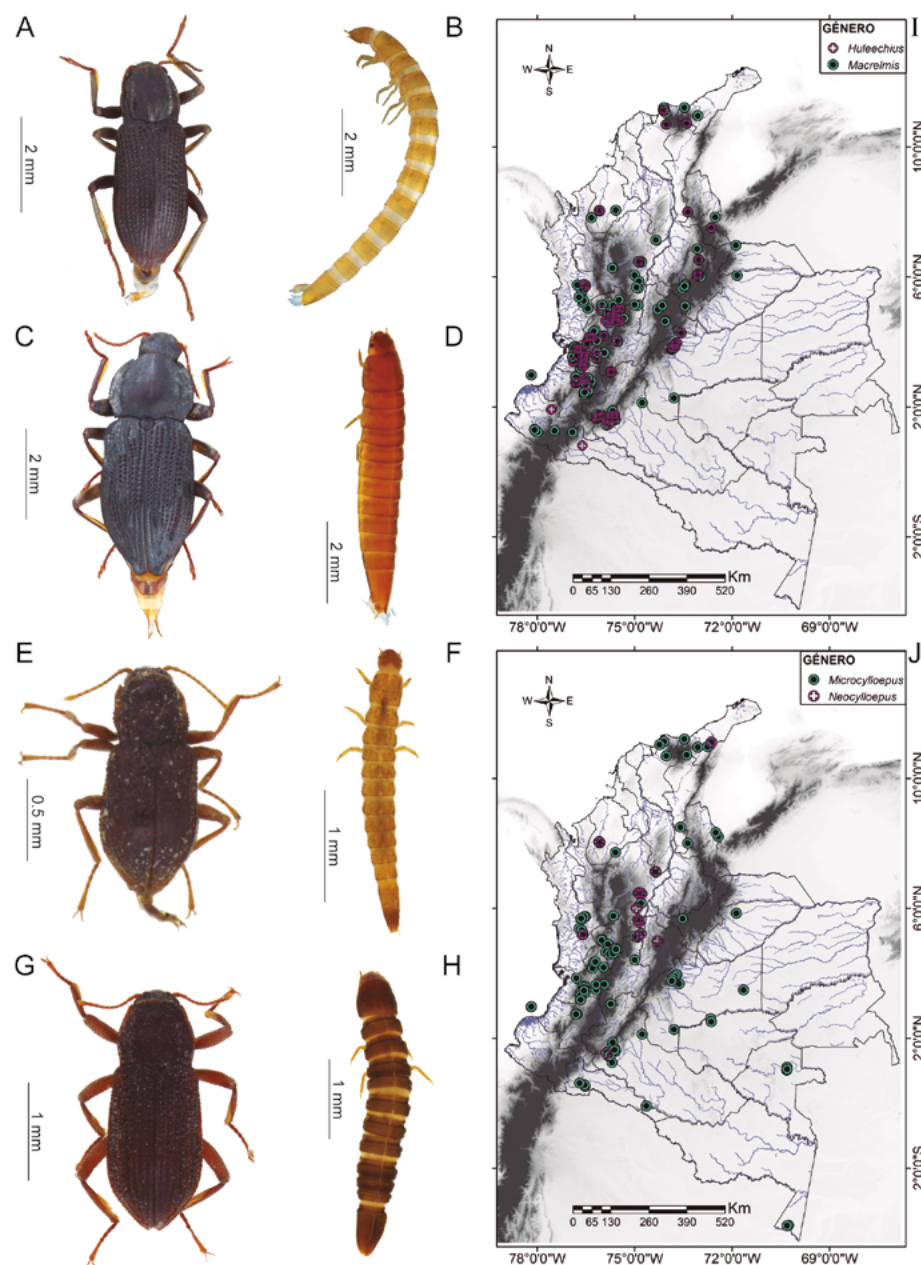 A
2 mm
B
2 mm
C
2 mm
D
2 mm
E
0.5 mm
F
1 mm
G
1 mm
H
1 mm
I
GÉNERO
Huleechius
Macrelmis
N
W E
S
10°0'0"N
6°0'0"N
2°0'0"N
2°0'0"S
Km
0 65 130 260 390 520
78°0'0"W 75°0'0"W 72°0'0"W 69°0'0"W
J
GÉNERO
Microcylloepus
Neocylloepus
N
W E
S
10°0'0"N
6°0'0"N
2°0'0"N
2°0'0"S
Km
0 65 130 260 390 520
78°0'0"W 75°0'0"W 72°0'0"W 69°0'0"W